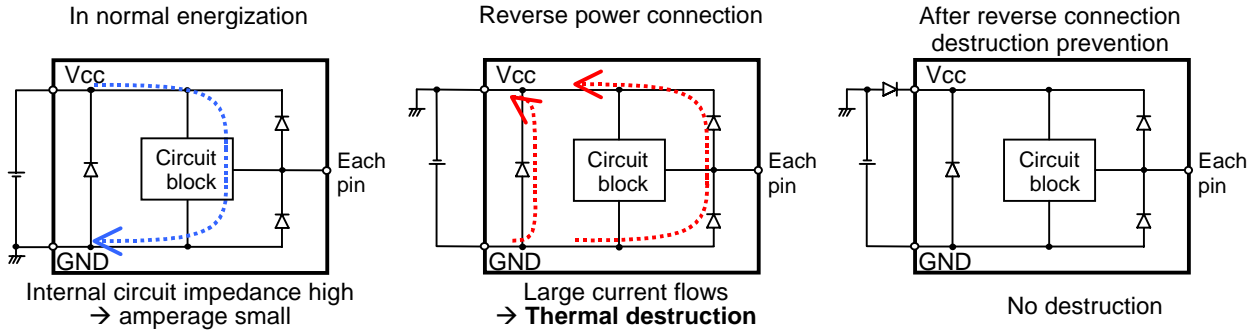 In normal energization
Vcc
Circuit
block
Each
pin
GND
Internal circuit impedance high
→ amperage small
Reverse power connection
Vcc
Circuit
block
Each
pin
GND
Large current flows
→ Thermal destruction
After reverse connection
destruction prevention
Vcc
Circuit
block
Each
pin
GND
No destruction